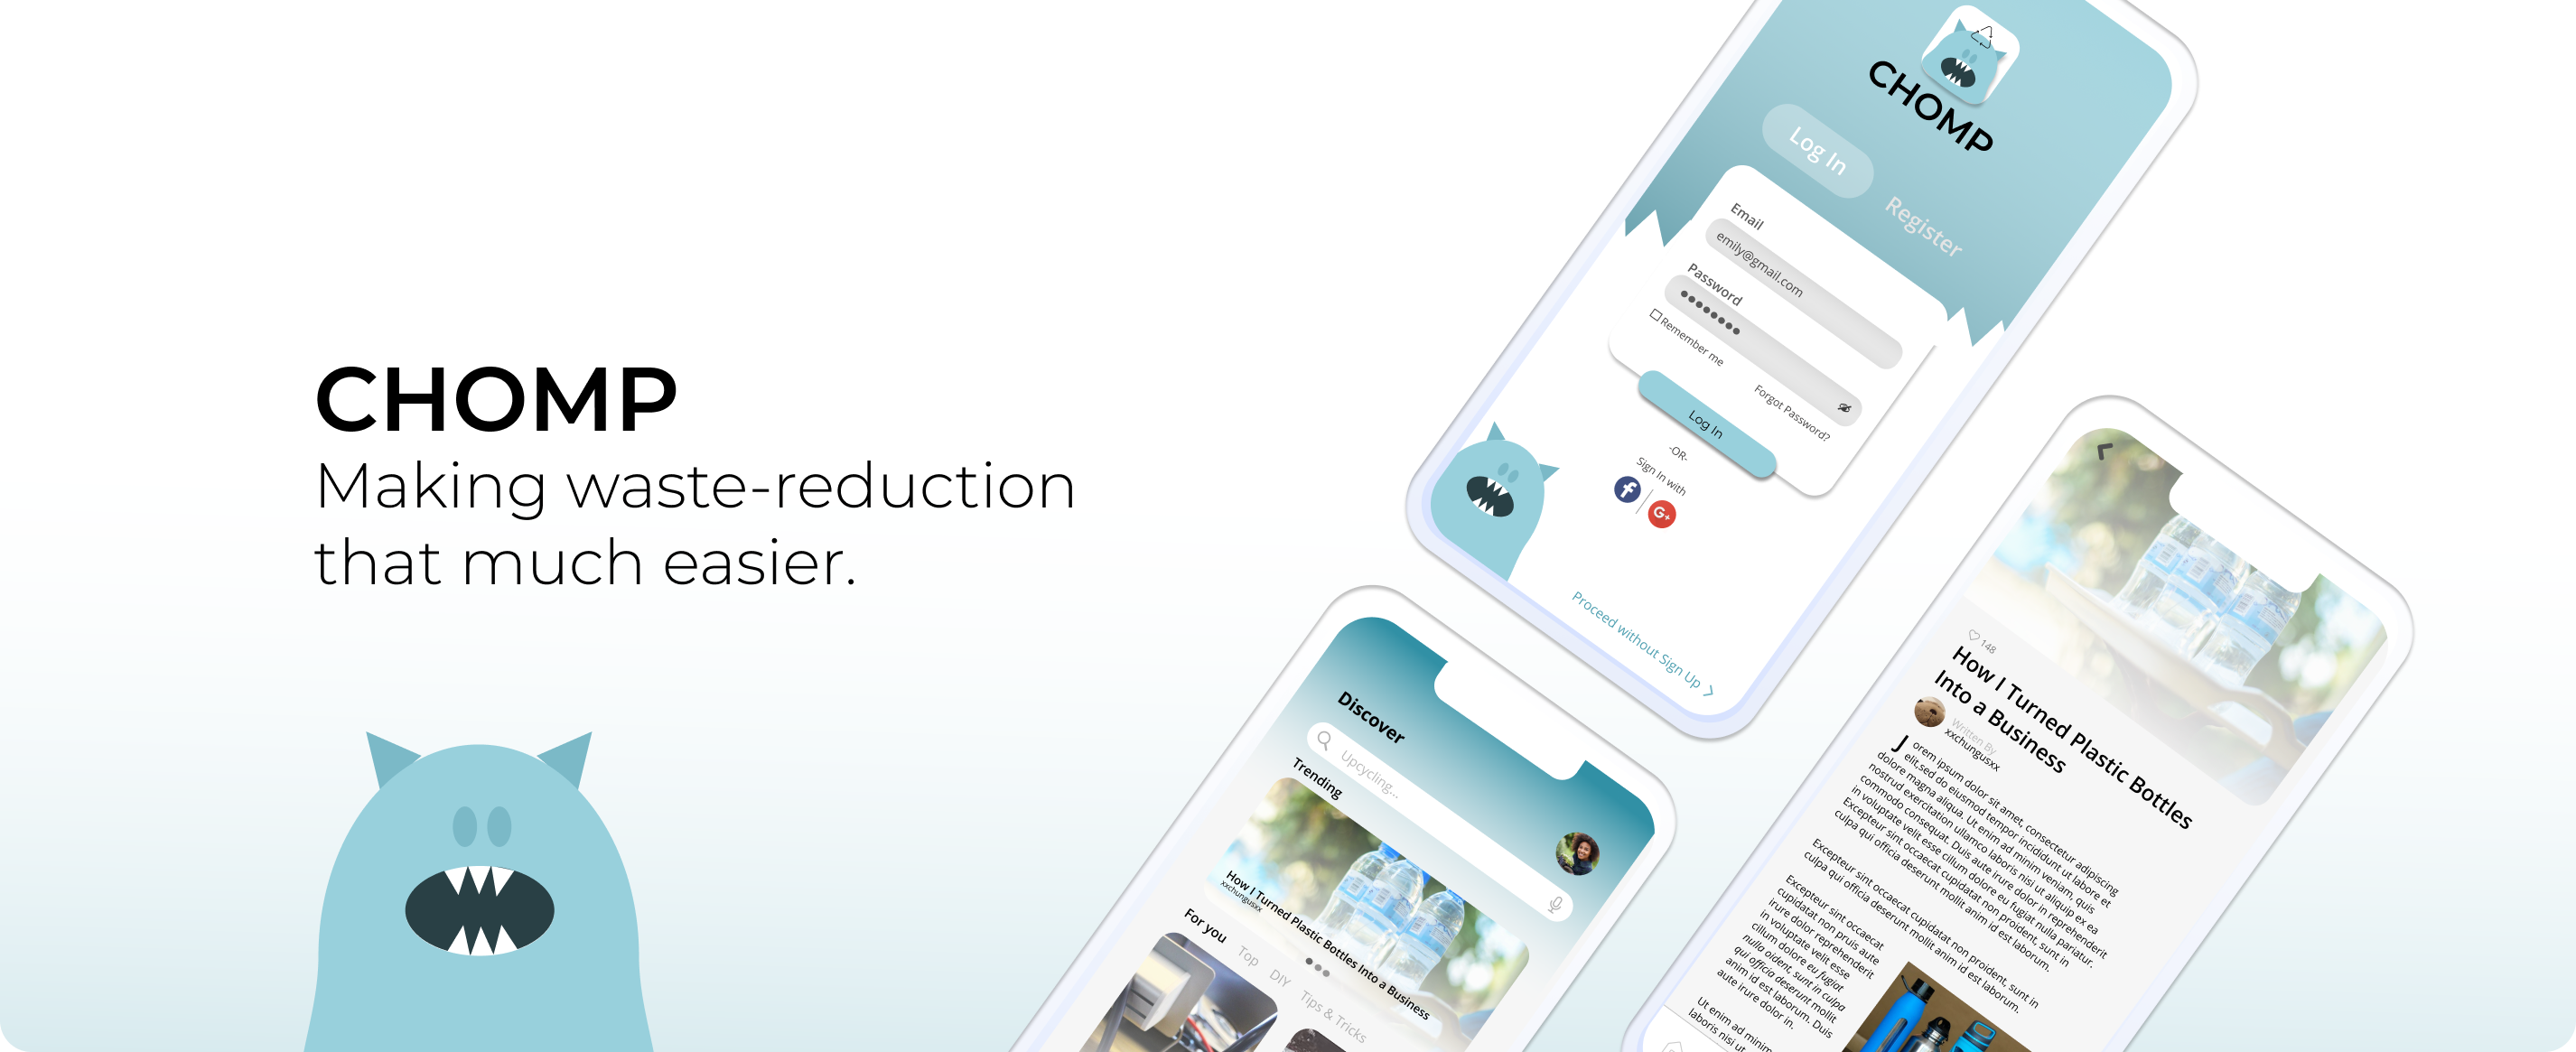 CHOMP
Making waste-reduction
that much easier.
CHOMP
Log In
Register
Email
emily@gmail.com
Password
Remember me
Forgot Password?
Log In
-OR-
Sign In with
f
G+
Proceed without Sign Up
Discover
Upcycling...
Trending
How I Turned Plastic Bottles Into a Business
xxchungusxx
For you
Top
DIY
Tips & Tricks
148
How I Turned Plastic Bottles
Into a Business
Written By
xxchungusxx
Jorem ipsum dolor sit amet, consectetur adipiscing
elit,sed do eiusmod tempor incididunt ut labore et
dolore magna aliqua. Ut enim ad minim veniam, quis
nostrud exercitation ullamco laboris nisi ut aliquip ex ea
commodo consequat. Duis aute irure dolor in reprehenderit
in voluptate velit esse cillum dolore eu fugiat nulla pariatur.
Excepteur sint occaecat cupidatat non proident, sunt in
culpa qui officia deserunt mollit anim id est laborum.
Excepteur sint occaecat cupidatat non proident, sunt in
culpa qui officia deserunt mollit anim id est laborum.
Excepteur sint occaecat
cupidatat non pruis aute
irure dolor reprehenderit
in voluptate velit esse
cillum dolore eu fugiat
nulla oident, sunt in culpa
qui officia deserunt mollit
anim id est laborum. Duis
aute irure dolor in.
Ut enim ad minim
laboris nisi ut